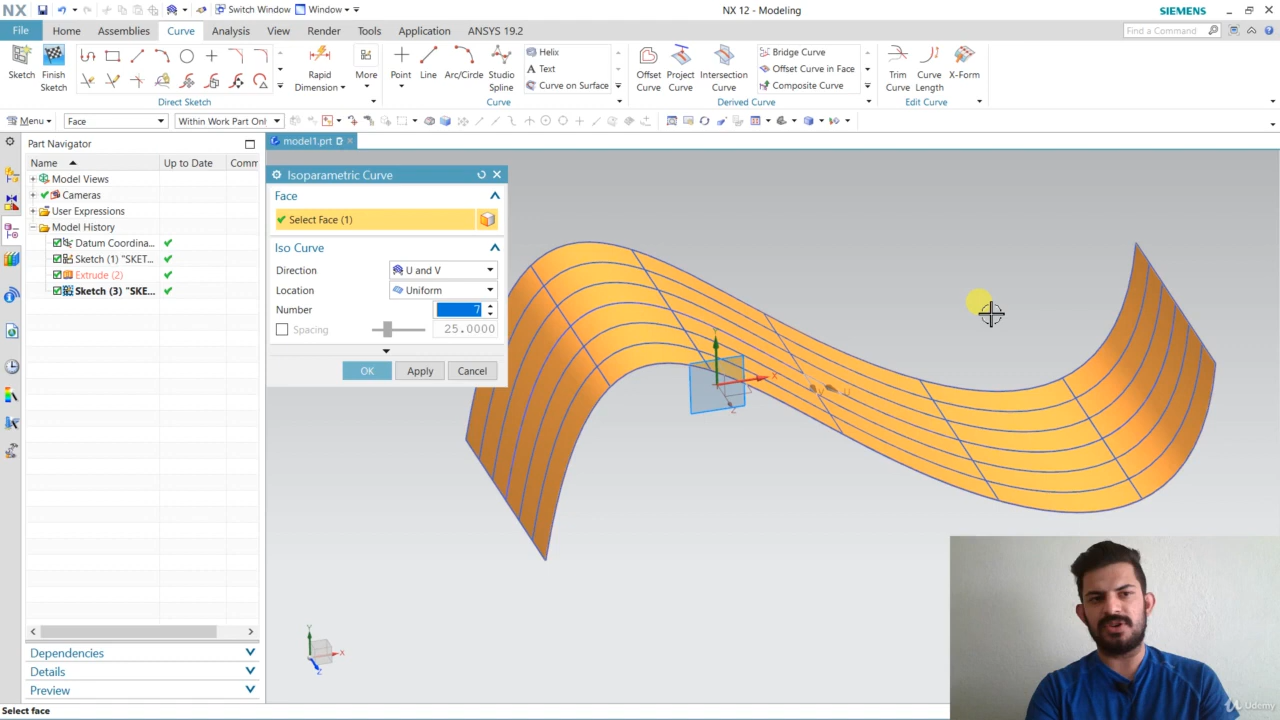 NX
Switch Window
Window
NX 12 - Modeling
SIEMENS
File
Home
Assemblies
Curve
Analysis
View
Render
Tools
Application
ANSYS 19.2
Find a Command
Sketch
Finish Sketch
Rapid Dimension
More
Direct Sketch
Point
Line
Arc/Circle
Studio Spline
Helix
Text
Curve on Surface
Curve
Offset Curve
Project Curve
Intersection Curve
Bridge Curve
Offset Curve in Face
Composite Curve
Derived Curve
Trim Curve
Curve Length
X-Form
Edit Curve
Menu
Face
Within Work Part Onl
Part Navigator
model1.prt
Name
Up to Date
Comm
Model Views
Cameras
User Expressions
Model History
Datum Coordina...
Sketch (1) "SKET...
Extrude (2)
Sketch (3) "SKE...
Isoparametric Curve
Face
Select Face (1)
Iso Curve
Direction
U and V
Location
Uniform
Number
7
Spacing
25.0000
OK
Apply
Cancel
Y
X
Z
Y
X
Z
Dependencies
Details
Preview
Select face
Udemy